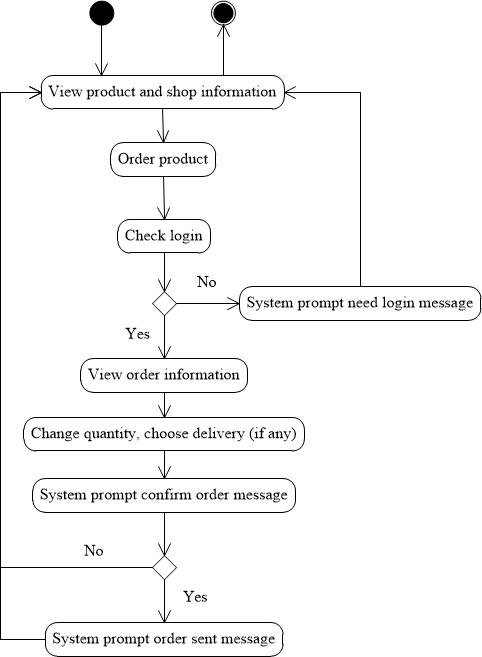 View product and shop information
Order product
Check login
No
System prompt need login message
Yes
View order information
Change quantity, choose delivery (if any)
System prompt confirm order message
No
Yes
System prompt order sent message